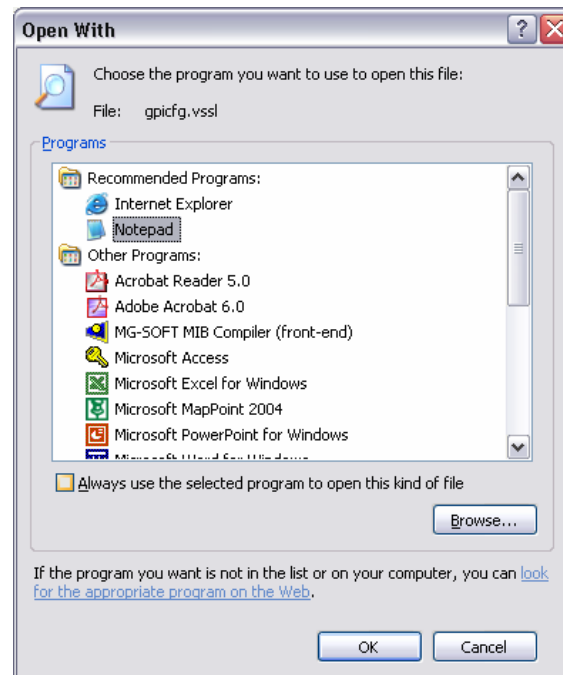 Open With
Choose the program you want to use to open this file:
File: gpicfg.vssl
Programs
Recommended Programs:
Internet Explorer
Notepad
Other Programs:
Acrobat Reader 5.0
Adobe Acrobat 6.0
MG-SOFT MIB Compiler (front-end)
Microsoft Access
Microsoft Excel for Windows
Microsoft MapPoint 2004
Microsoft PowerPoint for Windows
Microsoft Word for Windows
Always use the selected program to open this kind of file
Browse...
If the program you want is not in the list or on your computer, you can look
for the appropriate program on the Web.
OK Cancel